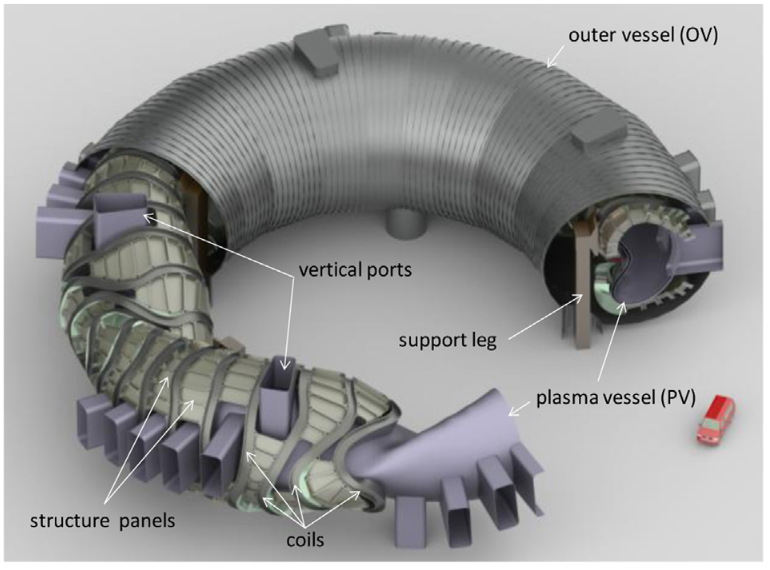 outer vessel (OV)
vertical ports
support leg
plasma vessel (PV)
structure panels
coils